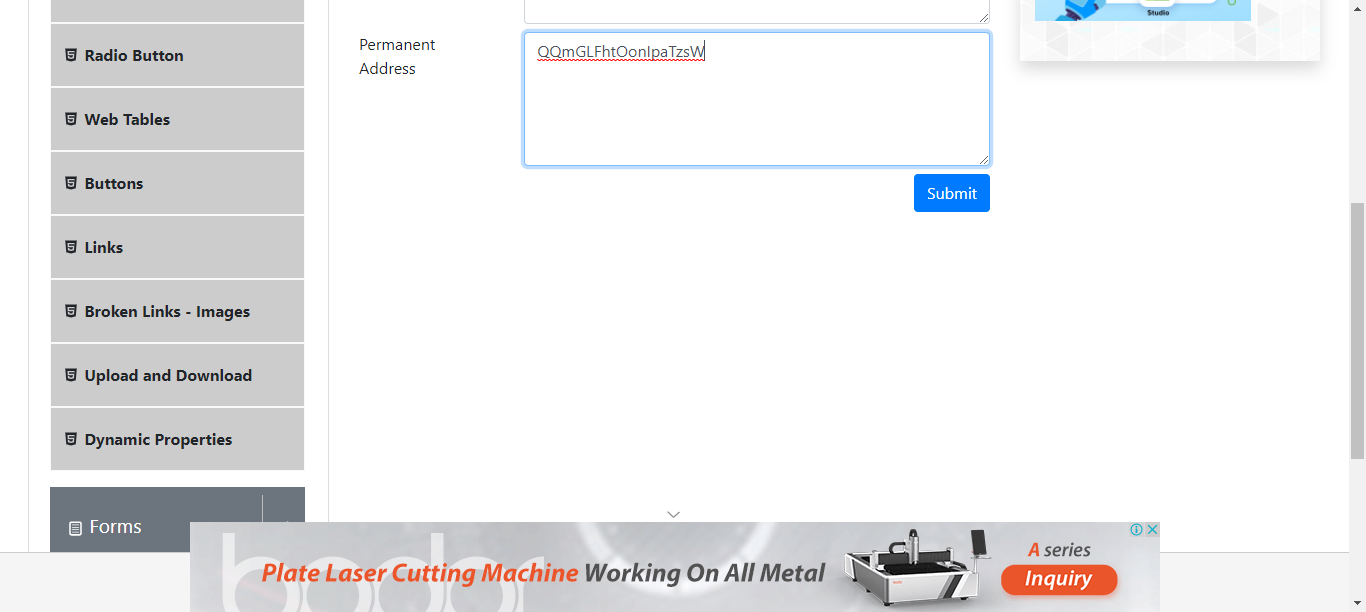 Studio
Permanent
Address
QQmGLFhtOonIpaTzsW
Submit
Radio Button
Web Tables
Buttons
Links
Broken Links - Images
Upload and Download
Dynamic Properties
Forms
bodor
Plate Laser Cutting Machine Working On All Metal
A series
Inquiry